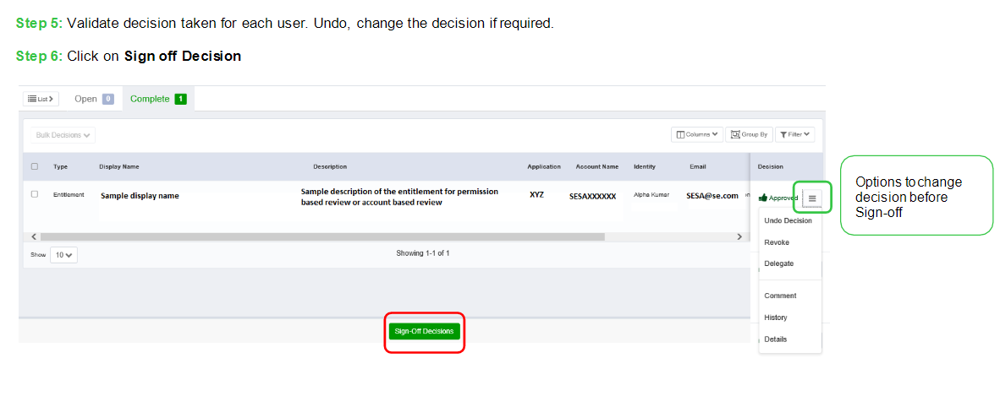 Step 5: Validate decision taken for each user. Undo, change the decision if required.
Step 6: Click on Sign off Decision
List
Open 0
Complete 1
Bulk Decisions
Columns
Group By
Filter
Type Display Name Description Application Account Name Identity Email Decision
Entitlement Sample display name Sample description of the entitlement for permission
based review or account based review
XYZ SESAXXXXXX Alpha Kumar SESA@se.com Approved
Undo Decision
Revoke
Delegate
Comment
History
Details
Show 10
Showing 1-1 of 1
Sign-Off Decisions
Options to change
decision before
Sign-off